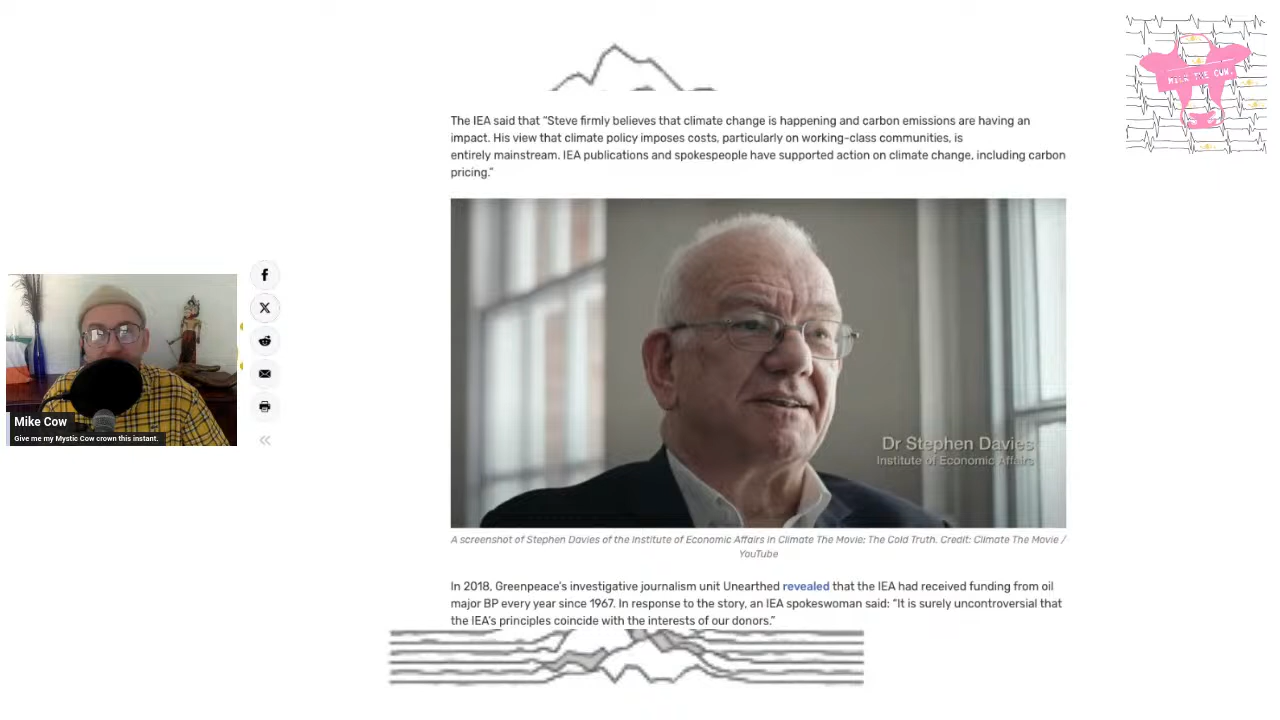 MILK THE COW.
The IEA said that “Steve firmly believes that climate change is happening and carbon emissions are having an
impact. His view that climate policy imposes costs, particularly on working-class communities, is
entirely mainstream. IEA publications and spokespeople have supported action on climate change, including carbon
pricing.”
Dr Stephen Davies
Institute of Economic Affairs
Mike Cow
Give me my Mystic Cow crown this instant.
A screenshot of Stephen Davies of the Institute of Economic Affairs in Climate The Movie: The Cold Truth. Credit: Climate The Movie /
YouTube
In 2018, Greenpeace’s investigative journalism unit Unearthed revealed that the IEA had received funding from oil
major BP every year since 1967. In response to the story, an IEA spokeswoman said: “It is surely uncontroversial that
the IEA’s principles coincide with the interests of our donors.”